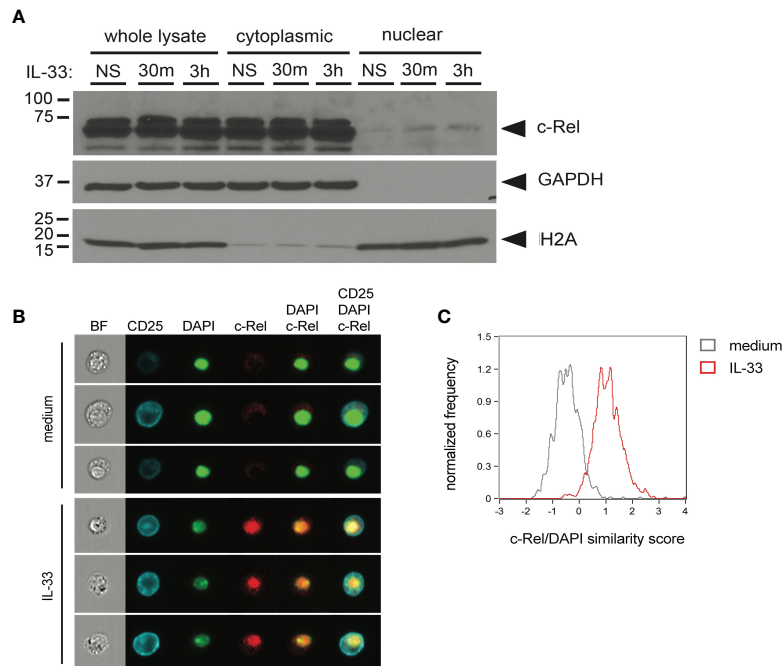 A
whole lysate cytoplasmic nuclear
IL-33: NS 30m 3h NS 30m 3h NS 30m 3h
100
75
c-Rel
37
GAPDH
25
20
15
H2A
B
BF CD25 DAPI c-Rel DAPI c-Rel CD25 DAPI c-Rel
medium
IL-33
C
1.5
1.2
0.9
0.6
0.3
0
-3 -2 -1 0 1 2 3 4
normalized frequency
c-Rel/DAPI similarity score
medium
IL-33